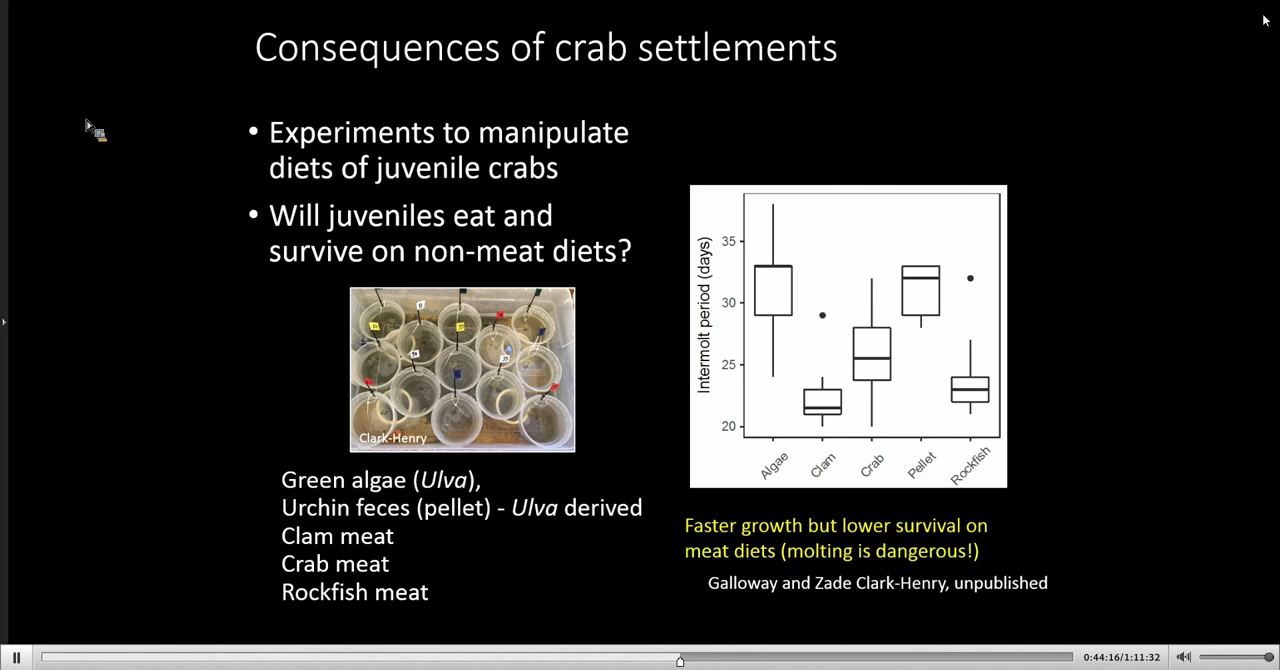 Consequences of crab settlements
• Experiments to manipulate
diets of juvenile crabs
• Will juveniles eat and
survive on non-meat diets?
Clark-Henry
Green algae (Ulva),
Urchin feces (pellet) - Ulva derived
Clam meat
Crab meat
Rockfish meat
Intermolt period (days)
35
30
25
20
Algae
Clam
Crab
Pellet
Rockfish
Faster growth but lower survival on
meat diets (molting is dangerous!)
Galloway and Zade Clark-Henry, unpublished
0:44:16/1:11:32